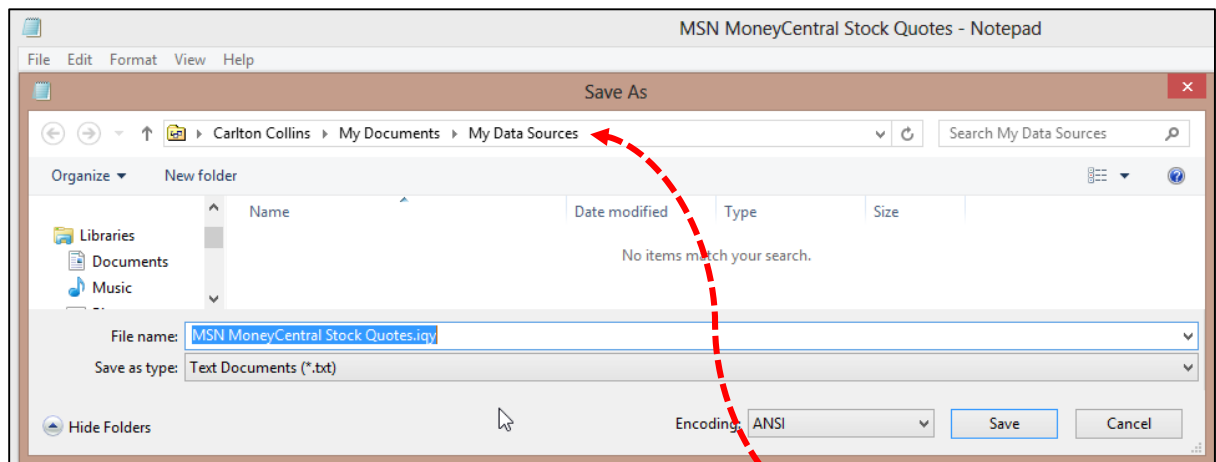 MSN MoneyCentral Stock Quotes - Notepad
File Edit Format View Help
Save As
Carlton Collins My Documents My Data Sources
Search My Data Sources
Organize New folder
Name Date modified Type Size
Libraries
Documents
Music
No items match your search.
File name: MSN MoneyCentral Stock Quotes.iqy
Save as type: Text Documents (*.txt)
Hide Folders
Encoding: ANSI
Save
Cancel